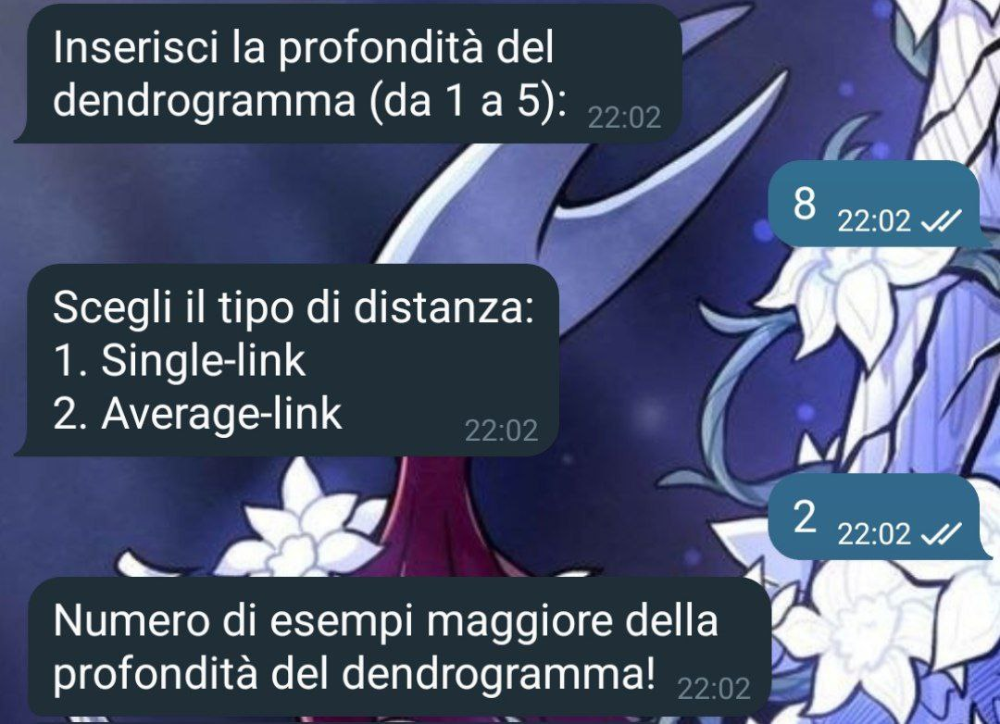 Inserisci la profondità del
dendrogramma (da 1 a 5): 22:02
8 22:02
Scegli il tipo di distanza:
1. Single-link
2. Average-link 22:02
2 22:02
Numero di esempi maggiore della
profondità del dendrogramma! 22:02